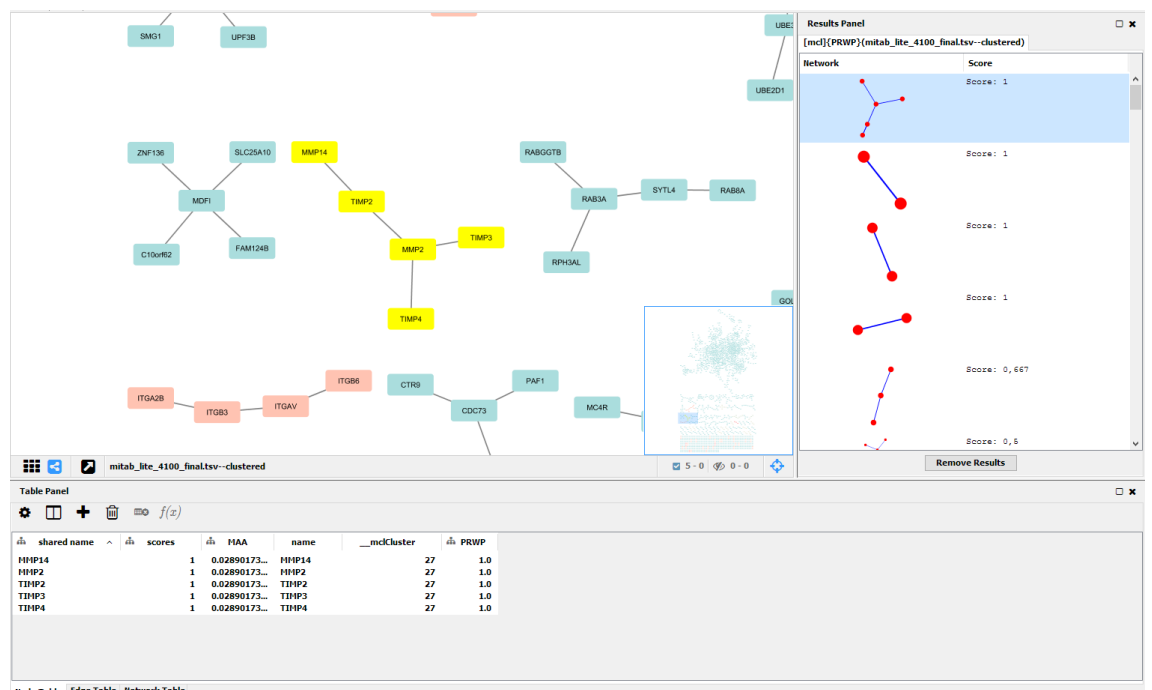 SMG1
UPF3B
UBE2D1
ZNF136
SLC25A10
MMP14
RABGGTB
MDFI
TIMP2
RAB3A
SYTL4
RAB8A
C10orf62
FAM124B
MMP2
TIMP3
RPH3AL
TIMP4
ITGA2B
ITGB3
ITGAV
ITGB6
CTR9
PAF1
CDC73
MC4R
mitab_lite_4100_final.tsv--clustered
5 - 0 0 - 0
Results Panel
[mcl]{PRWP}(mitab_lite_4100_final.tsv--clustered)
Network Score
Score: 1
Score: 1
Score: 1
Score: 1
Score: 0,667
Score: 0,5
Remove Results
Table Panel
f(x)
shared name scores MAA name __mclCluster PRWP
MMP14 1 0.02890173... MMP14 27 1.0
MMP2 1 0.02890173... MMP2 27 1.0
TIMP2 1 0.02890173... TIMP2 27 1.0
TIMP3 1 0.02890173... TIMP3 27 1.0
TIMP4 1 0.02890173... TIMP4 27 1.0